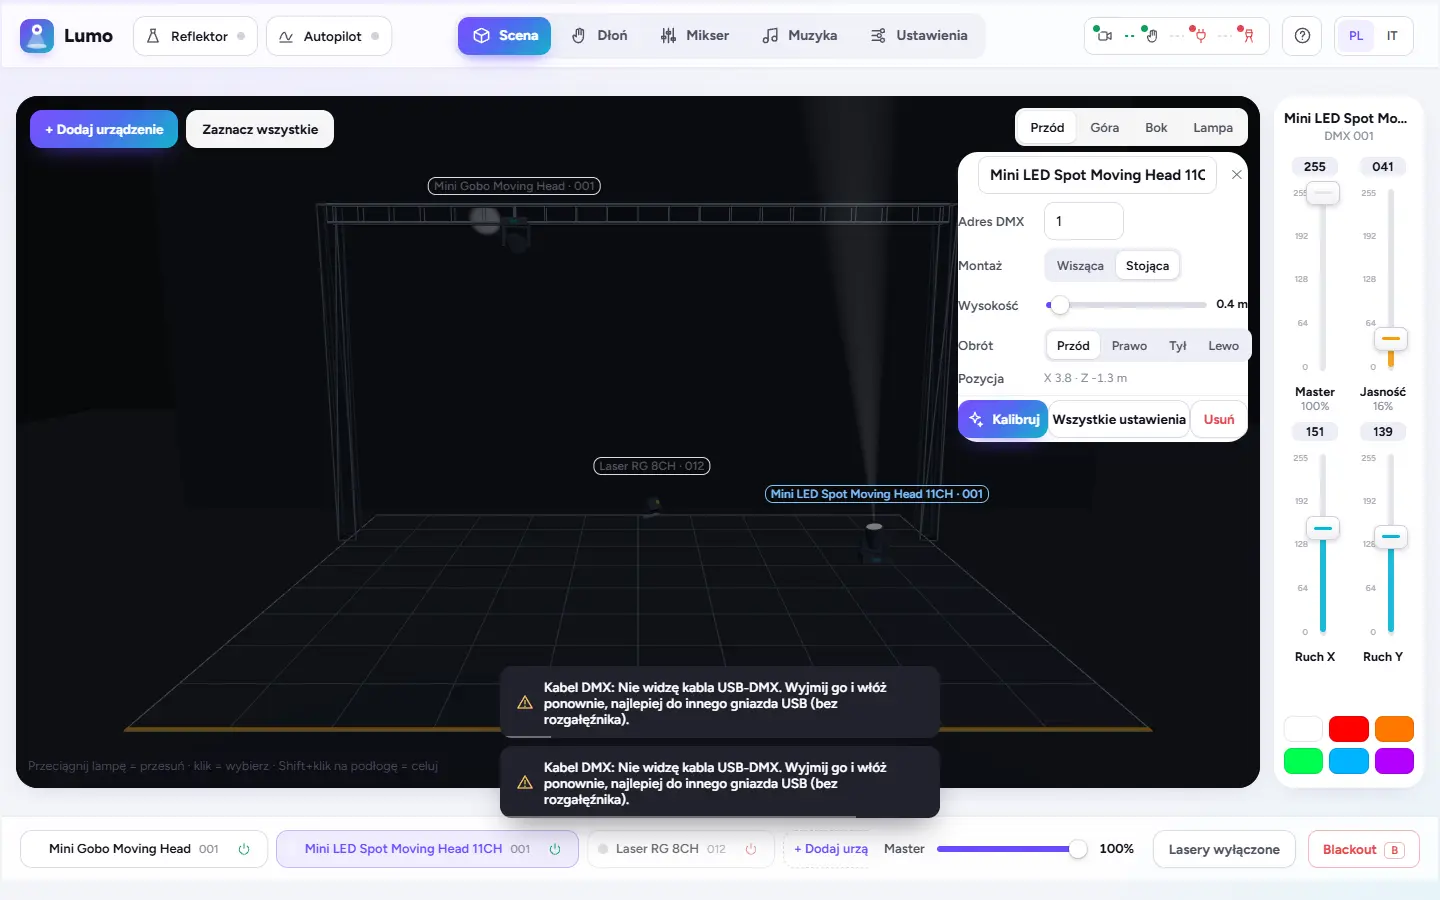 Lumo
Reflektor
Autopilot
Scena
Dłoń
Mikser
Muzyka
Ustawienia
PL
IT
+ Dodaj urządzenie
Zaznacz wszystkie
Przód
Góra
Bok
Lampa
Mini Gobo Moving Head · 001
Mini LED Spot Moving Head 11C
Adres DMX
1
Montaż
Wisząca
Stojąca
Wysokość
0.4 m
Obrót
Przód
Prawo
Tył
Lewo
Pozycja
X 3.8 · Z -1.3 m
Kalibruj
Wszystkie ustawienia
Usuń
Laser RG 8CH · 012
Mini LED Spot Moving Head 11CH · 001
Kabel DMX: Nie widzę kabla USB-DMX. Wyjmij go i włóż
ponownie, najlepiej do innego gniazda USB (bez
rozgałęźnika).
Kabel DMX: Nie widzę kabla USB-DMX. Wyjmij go i włóż
ponownie, najlepiej do innego gniazda USB (bez
rozgałęźnika).
Przeciągnij lampę = przesuń · klik = wybierz · Shift+klik na podłogę = celuj
Mini LED Spot Mo...
DMX 001
255
041
255
192
128
64
0
255
192
128
64
0
Master
100%
Jasność
16%
151
139
255
192
128
64
0
255
192
128
64
0
Ruch X
Ruch Y
Mini Gobo Moving Head 001
Mini LED Spot Moving Head 11CH 001
Laser RG 8CH 012
+ Dodaj urzą
Master
100%
Lasery wyłączone
Blackout B